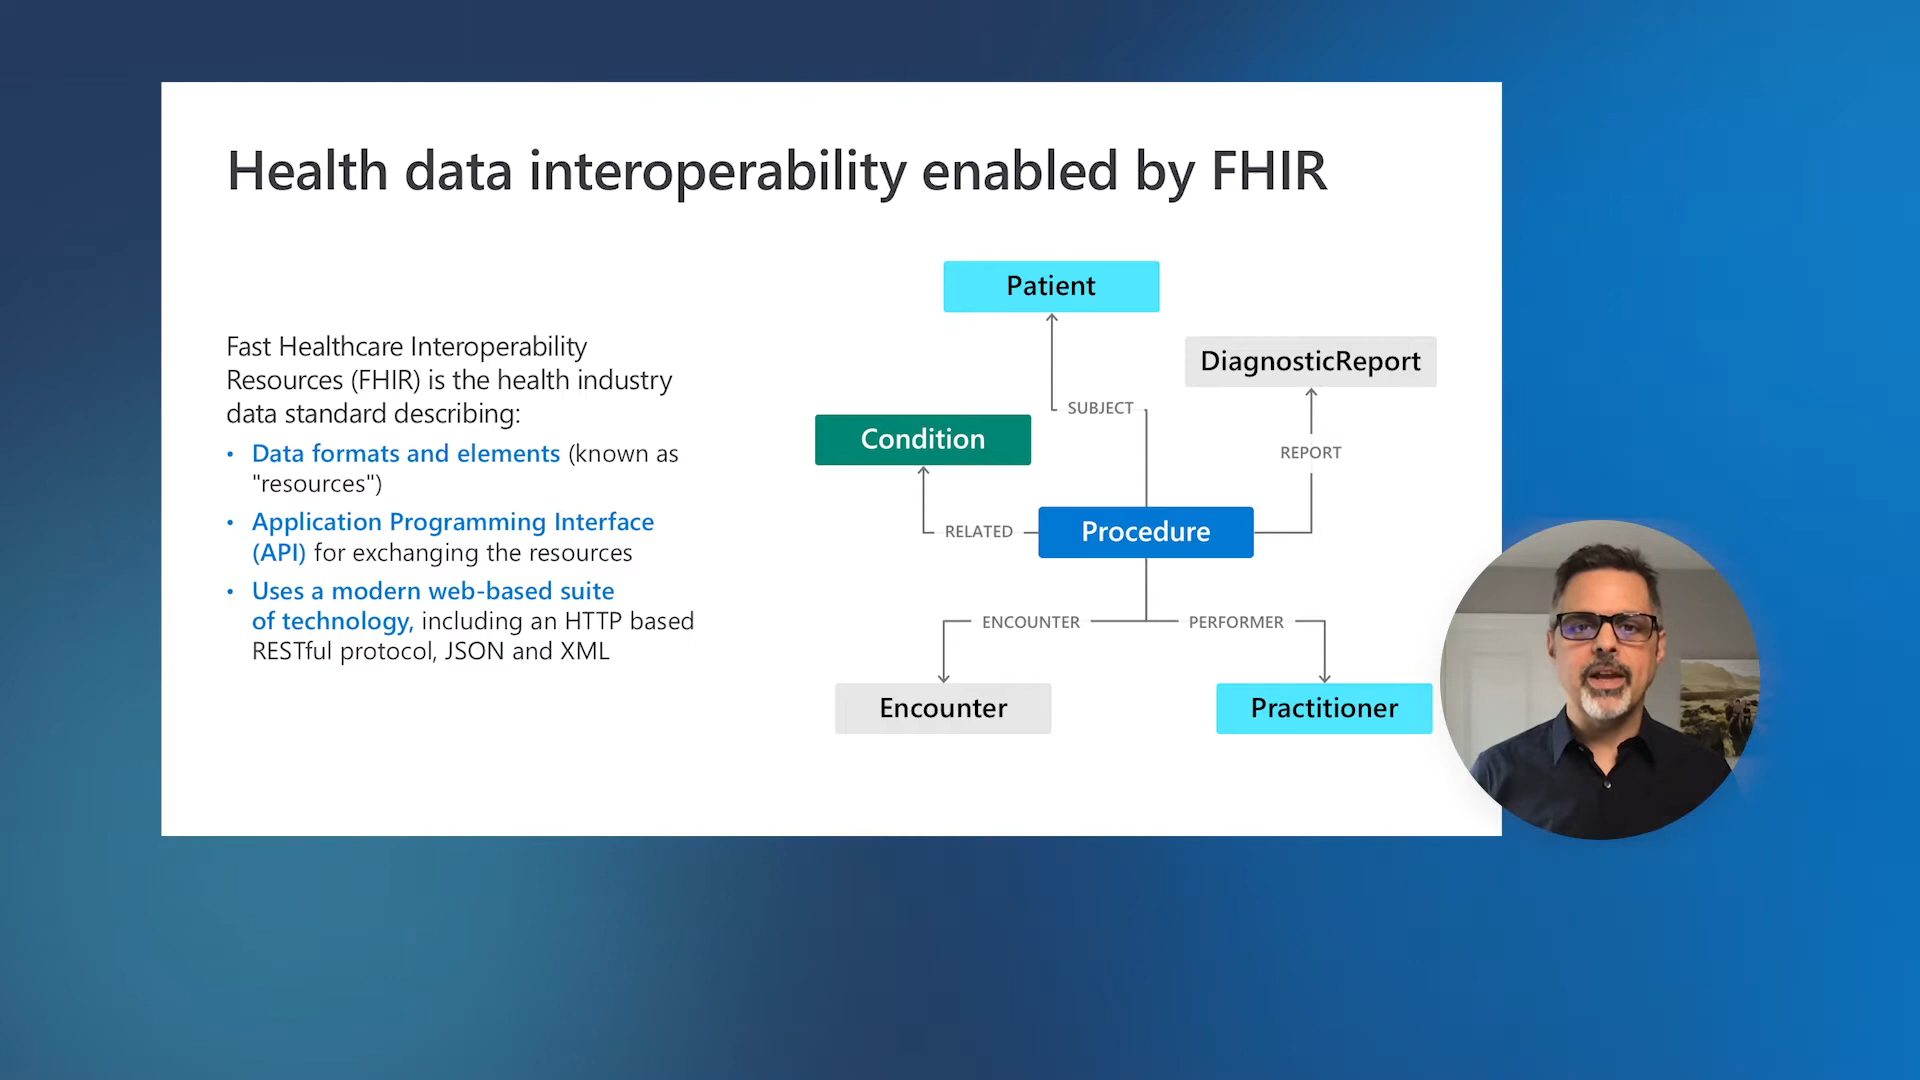 Health data interoperability enabled by FHIR
Fast Healthcare Interoperability
Resources (FHIR) is the health industry
data standard describing:
• Data formats and elements (known as
"resources")
• Application Programming Interface
(API) for exchanging the resources
• Uses a modern web-based suite
of technology, including an HTTP based
RESTful protocol, JSON and XML
Patient
DiagnosticReport
SUBJECT
Condition
REPORT
RELATED
Procedure
ENCOUNTER
PERFORMER
Encounter
Practitioner